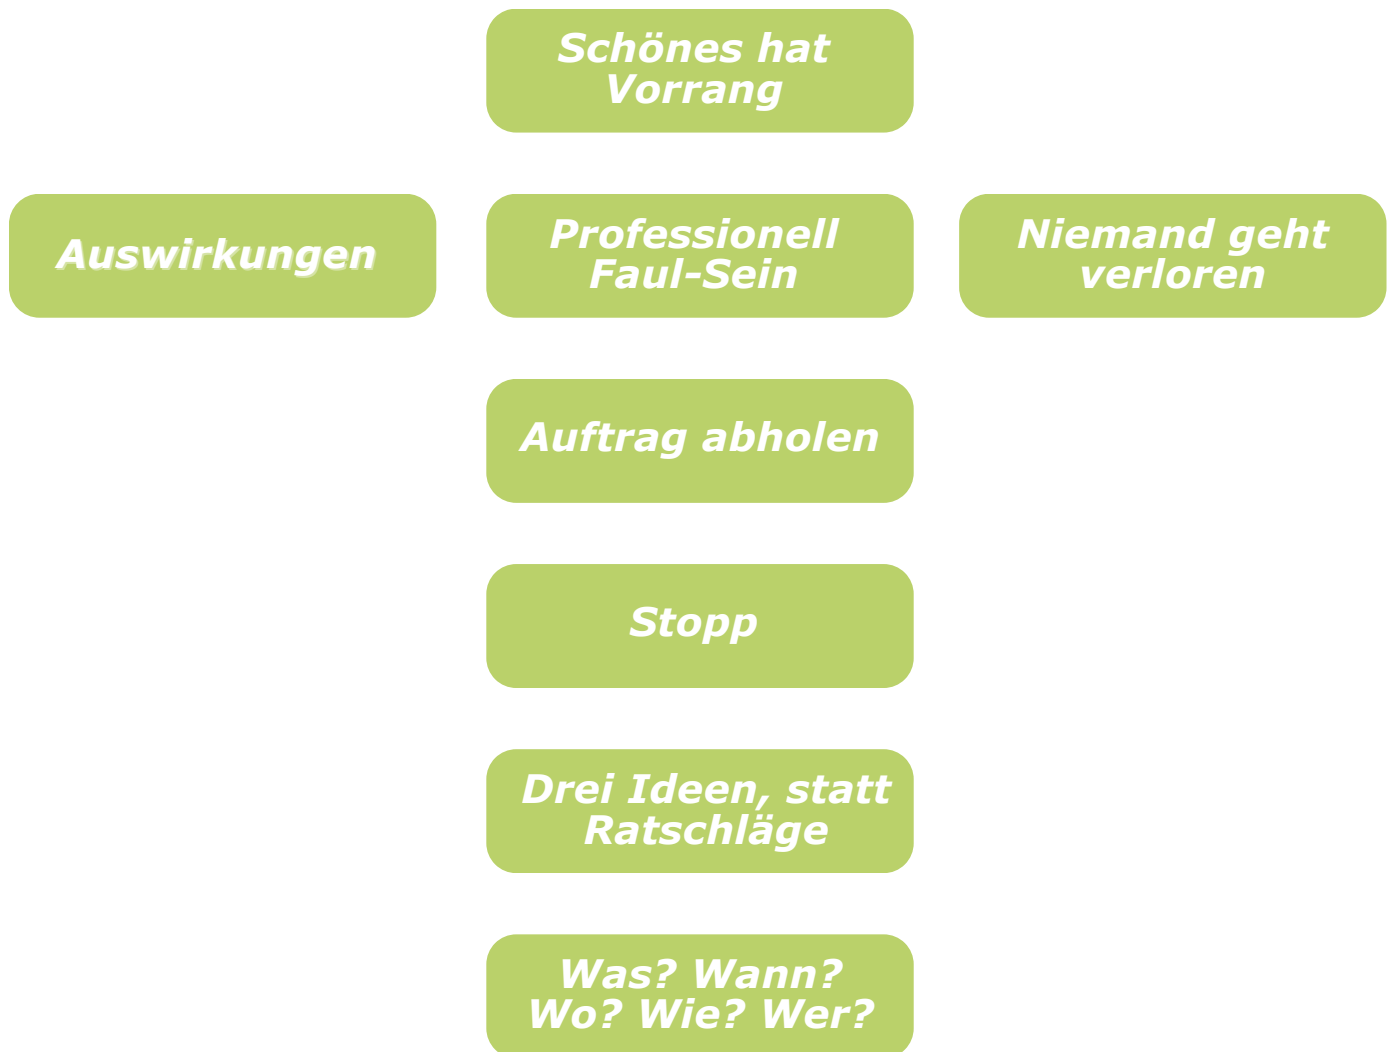 Schönes hat
Vorrang
Auswirkungen
Professionell
Faul-Sein
Niemand geht
verloren
Auftrag abholen
Stopp
Drei Ideen, statt
Ratschläge
Was? Wann?
Wo? Wie? Wer?